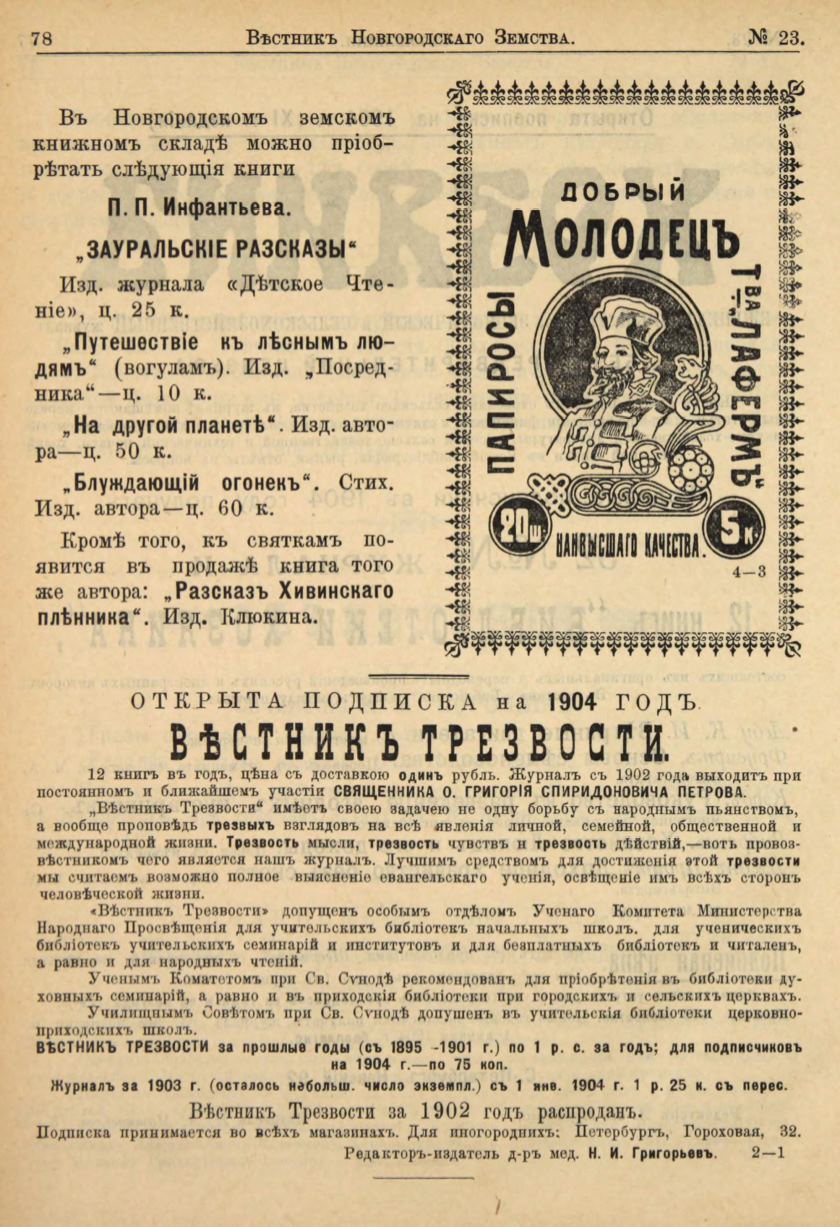 78
Вѣстникъ Новгородскаго Земства.
№ 23.
Въ Новгородскомъ земскомъ
книжномъ складѣ можно пріоб-
рѣтать слѣдующія книги
П. П. Инфантьева.
„ЗАУРАЛЬСКІЕ РАЗСКАЗЫ“
Изд. журнала «Дѣтское Чте-
ніе», ц. 25 к.
„Путешествіе къ лѣснымъ лю-
дямъ“ (вогуламъ). Изд. „Посред-
ника“—ц. 10 к.
„На другой планетѣ“. Изд. авто-
ра—ц. 50 к.
„Блуждающій огонекъ“. Стих.
Изд. автора—ц. 60 к.
Кромѣ того, къ святкамъ по-
явится въ продажѣ книга того
же автора: „Разсказъ Хивинскаго
плѣнника“. Изд. Клюкина.
ДОБРЫЙ
МОЛОДЕЦЪ
ПАПИРОСЫ
Тва „ЛАФЕРМЪ“
20 ш.
НАИВЫСШАГО КАЧЕСТВА.
5 к
4—3
ОТКРЫТА ПОДПИСКА на 1904 ГОДЪ
ВѢСТНИКЪ ТРЕЗВОСТИ.
12 книгъ въ годъ, цѣна съ доставкою одинъ рубль. Журналъ съ 1902 года выходитъ при
постоянномъ и ближайшемъ участіи СВЯЩЕННИКА О. ГРИГОРІЯ СПИРИДОНОВИЧА ПЕТРОВА.
„Вѣстникъ Трезвости“ имѣетъ своею задачею не одну борьбу съ народнымъ пьянствомъ,
а вообще проповѣдь трезвыхъ взглядовъ на всѣ явленія личной, семейной, общественной и
международной жизни. Трезвость мысли, трезвость чувствъ и трезвость дѣйствій,—вотъ провоз-
вѣстникомъ чего является нашъ журналъ. Лучшимъ средствомъ для достиженія этой трезвости
мы считаемъ возможно полное выясненіе евангельскаго ученія, освѣщеніе имъ всѣхъ сторонъ
человѣческой жизни.
«Вѣстникъ Трезвости» допущенъ особымъ отдѣломъ Ученаго Комитета Министерства
Народнаго Просвѣщенія для учительскихъ библіотекъ начальныхъ школъ. для ученическихъ
библіотекъ учительскихъ семинарій и институтовъ и для безплатныхъ библіотекъ и читаленъ,
а равно и для народныхъ чтеній.
Ученымъ Коматетомъ при Св. Сѵнодѣ рекомендованъ для пріобрѣтенія въ библіотеки ду-
ховныхъ семинарій, а равно и въ приходскія библіотеки при городскихъ и сельскихъ церквахъ.
Училищнымъ Совѣтомъ при Св. Сѵнодѣ допущенъ въ учительскія библіотеки церковно-
приходскихъ школъ.
ВѢСТНИКЪ ТРЕЗВОСТИ за прошлые годы (съ 1895 -1901 г.) по 1 р. с. за годъ; для подписчиковъ
на 1904 г.—по 75 коп.
Журналъ за 1903 г. (осталось небольш. число экземпл.) съ 1 янв. 1904 г. 1 р. 25 к. съ перес.
Вѣстникъ Трезвости за 1902 годъ распроданъ.
Подписка принимается во всѣхъ магазинахъ. Для иногороднихъ: Петербургъ, Гороховая, 32.
Редакторъ-издатель д-ръ мед. Н. И. Григорьевъ. 2—1